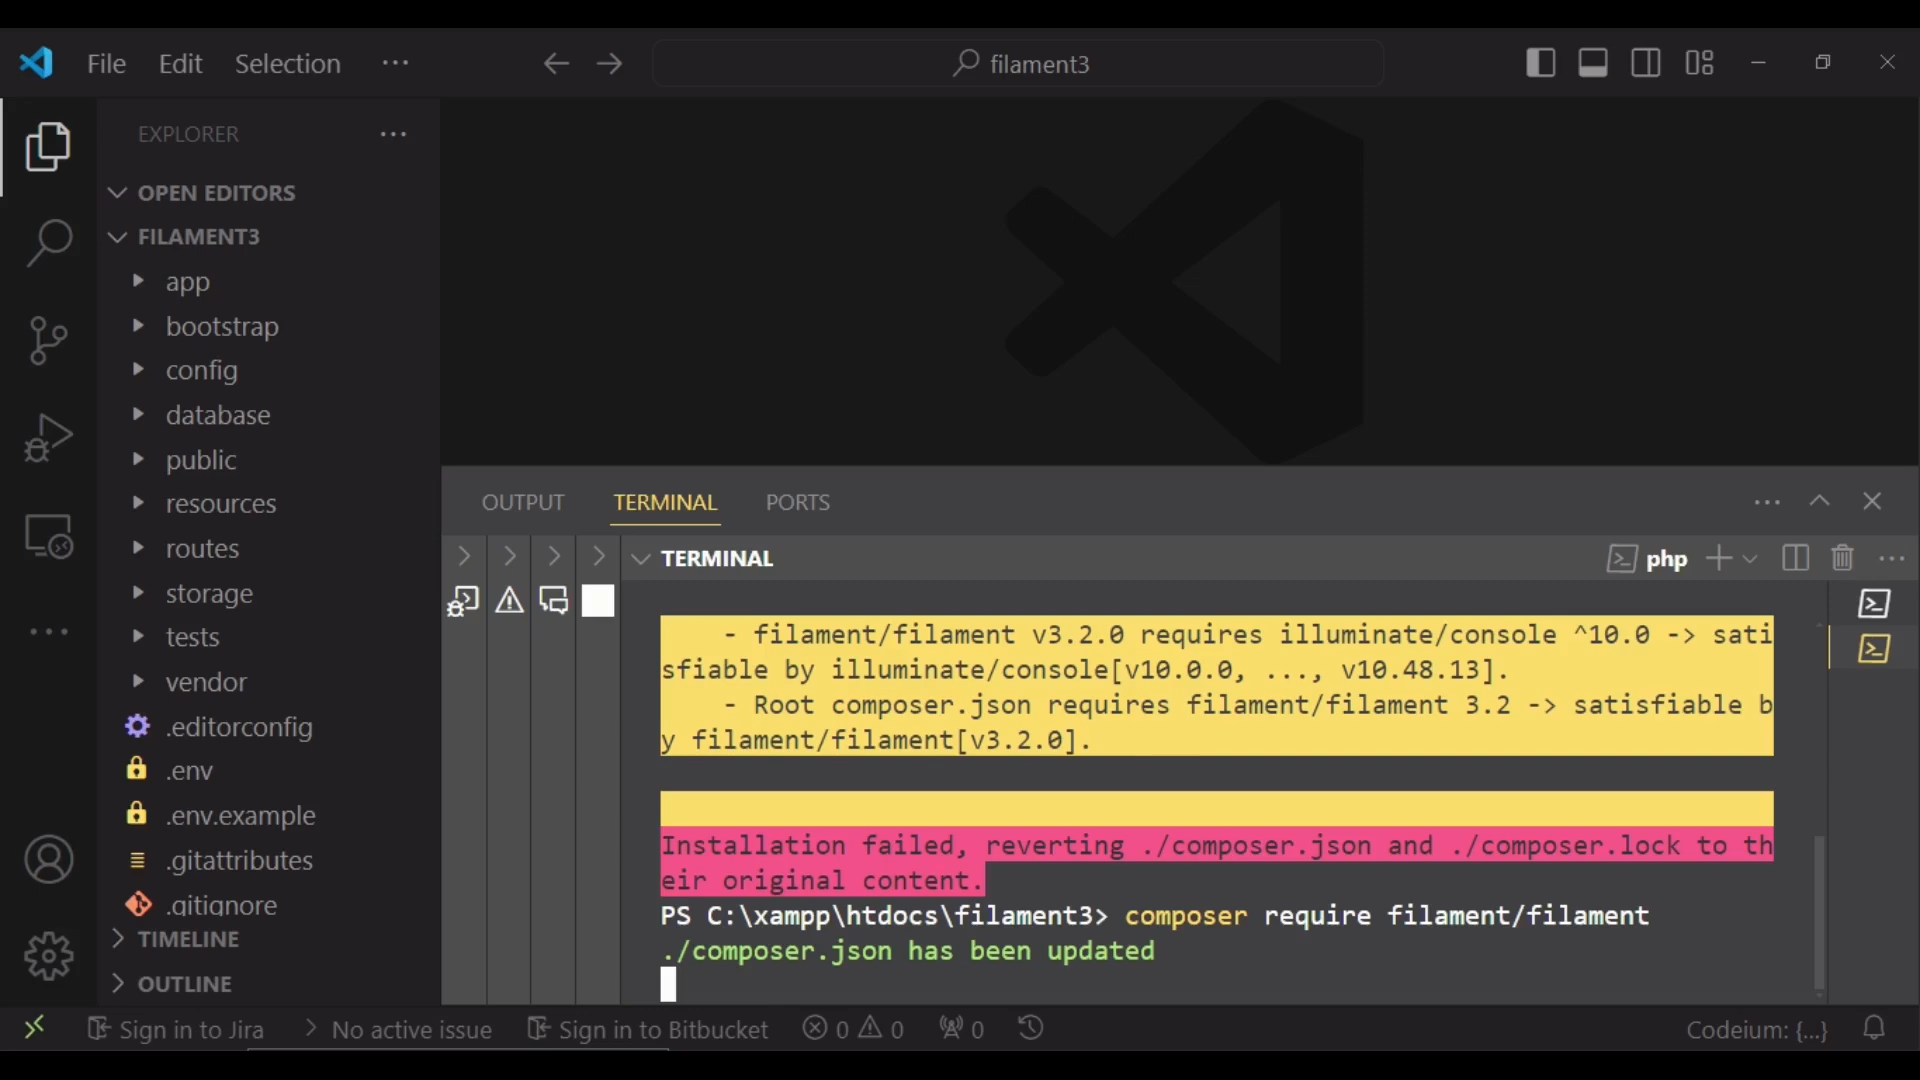 File Edit Selection ···
filament3
EXPLORER ···
OPEN EDITORS
FILAMENT3
app
bootstrap
config
database
public
resources
routes
storage
tests
vendor
.editorconfig
.env
.env.example
.gitattributes
.gitignore
TIMELINE
OUTLINE
OUTPUT TERMINAL PORTS
TERMINAL
php
- filament/filament v3.2.0 requires illuminate/console ^10.0 -> sati
sfiable by illuminate/console[v10.0.0, ..., v10.48.13].
- Root composer.json requires filament/filament 3.2 -> satisfiable b
y filament/filament[v3.2.0].
Installation failed, reverting ./composer.json and ./composer.lock to th
eir original content.
PS C:\xampp\htdocs\filament3> composer require filament/filament
./composer.json has been updated
Sign in to Jira > No active issue Sign in to Bitbucket 0 0 0 Codeium: {...}